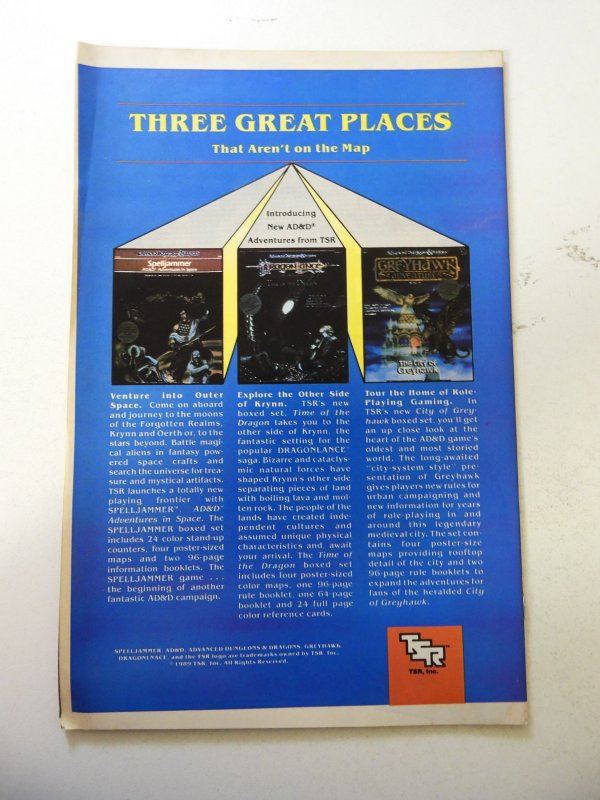 THREE GREAT PLACES
That Aren't on the Map
Introducing
New AD&D®
Adventures from TSR
Spelljammer
AD&D® Adventures in Space
GREYHAWK
ADVENTURES
The City of
Greyhawk
Venture into Outer
Space. Come on aboard
and journey to the moons
of the Forgotten Realms,
Krynn and Oerth or, to the
stars beyond. Battle magi-
cal aliens in fantasy pow-
ered space crafts and
search the universe for trea-
sure and mystical artifacts.
TSR launches a totally new
playing frontier with
SPELLJAMMER™, AD&D®
Adventures in Space. The
SPELLJAMMER boxed set
includes 24 color stand-up
counters, four poster-sized
maps and two 96-page
information booklets. The
SPELLJAMMER game . . .
the beginning of another
fantastic AD&D campaign.
Explore the Other Side
of Krynn. TSR's new
boxed set, Time of the
Dragon takes you to the
other side of Krynn, the
fantastic setting for the
popular DRAGONLANCE®
saga. Bizarre and cataclys-
mic natural forces have
shaped Krynn's other side
separating pieces of land
with boiling lava and mol-
ten rock. The people of the
lands have created inde-
pendent cultures and
assumed unique physical
characteristics and, await
your arrival. The Time of
the Dragon boxed set
includes four poster-sized
color maps, one 96-page
rule booklet, one 64-page
booklet and 24 full page
color reference cards.
Tour the Home of Role-
Playing Gaming. In
TSR's new City of Grey-
hawk boxed set, you'll get
an up close look at the
heart of the AD&D game's
oldest and most storied
world. The long-awaited
"city-system style" pre-
sentation of Greyhawk
gives players new rules for
urban campaigning and
new information for years
of role-playing in and
around this legendary
medieval city. The set con-
tains four poster-size
maps providing rooftop
detail of the city and two
96-page rule booklets to
expand the adventures for
fans of the heralded City
of Greyhawk.
SPELLJAMMER, AD&D, ADVANCED DUNGEONS & DRAGONS, GREYHAWK,
DRAGONLNACE, and the TSR logo are trademarks owned by TSR, Inc.
©1989 TSR, Inc. All Rights Reserved.
TSR™
TSR, Inc.